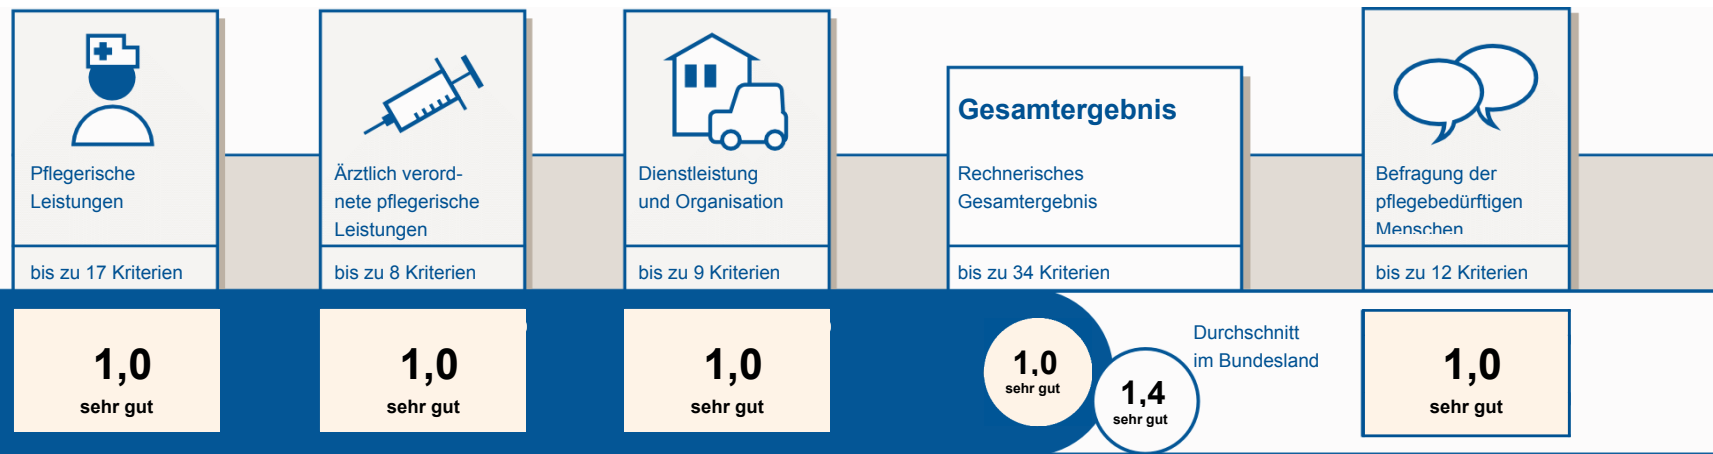 Pflegerische
Leistungen
bis zu 17 Kriterien
1,0
sehr gut
Ärztlich verord-
nete pflegerische
Leistungen
bis zu 8 Kriterien
1,0
sehr gut
Dienstleistung
und Organisation
bis zu 9 Kriterien
1,0
sehr gut
Gesamtergebnis
Rechnerisches
Gesamtergebnis
bis zu 34 Kriterien
1,0
sehr gut
Durchschnitt
im Bundesland
1,4
sehr gut
Befragung der
pflegebedürftigen
Menschen
bis zu 12 Kriterien
1,0
sehr gut